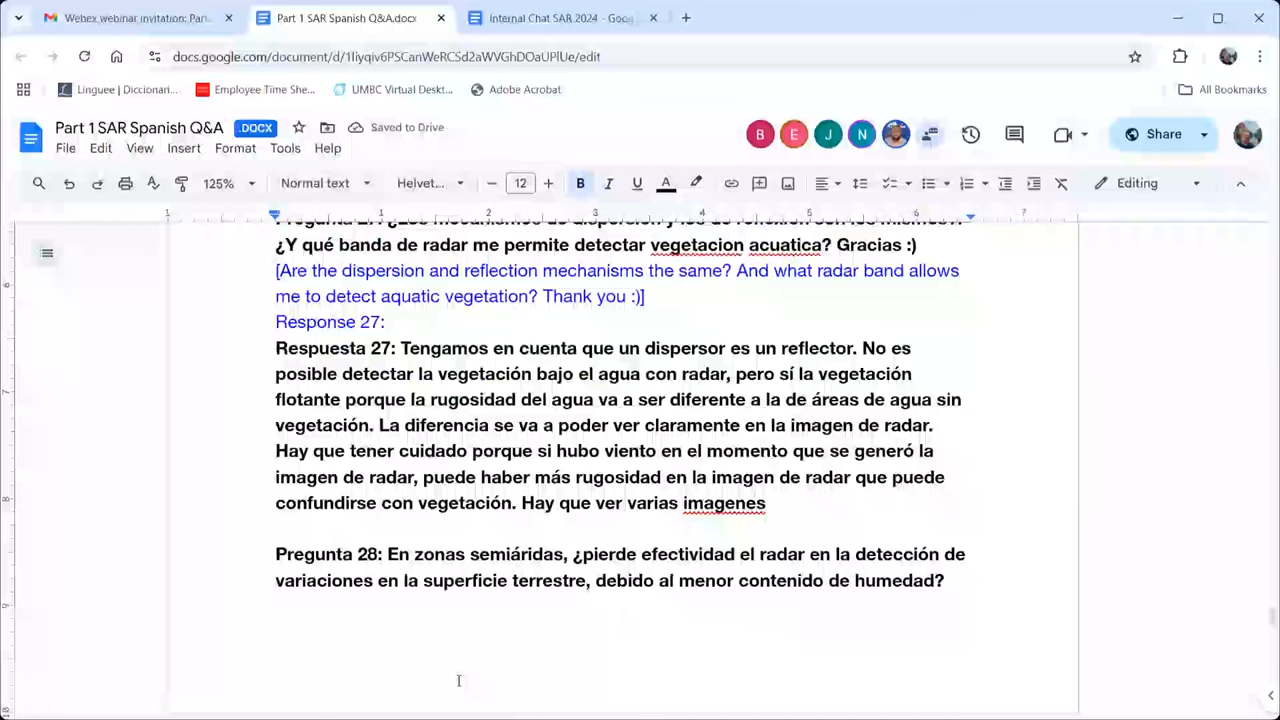 Webex webinar invitation: Par
Part 1 SAR Spanish Q&A.docx
Internal Chat SAR 2024 - Goo
docs.google.com/document/d/1Iiyqiv6PSCanWeRCSd2aWVGhDOaUPlUe/edit
Linguee | Diccionari...
Employee Time She...
UMBC Virtual Deskt...
Adobe Acrobat
All Bookmarks
Part 1 SAR Spanish Q&A .DOCX Saved to Drive
B E J N Share
File Edit View Insert Format Tools Help
125% Normal text Helvet... 12 B I U A Editing
1 1 2 3 4 5 6 7
¿Y qué banda de radar me permite detectar vegetacion acuatica? Gracias :)
[Are the dispersion and reflection mechanisms the same? And what radar band allows
me to detect aquatic vegetation? Thank you :)]
Response 27:
Respuesta 27: Tengamos en cuenta que un dispersor es un reflector. No es
posible detectar la vegetación bajo el agua con radar, pero sí la vegetación
flotante porque la rugosidad del agua va a ser diferente a la de áreas de agua sin
vegetación. La diferencia se va a poder ver claramente en la imagen de radar.
Hay que tener cuidado porque si hubo viento en el momento que se generó la
imagen de radar, puede haber más rugosidad en la imagen de radar que puede
confundirse con vegetación. Hay que ver varias imagenes
Pregunta 28: En zonas semiáridas, ¿pierde efectividad el radar en la detección de
variaciones en la superficie terrestre, debido al menor contenido de humedad?